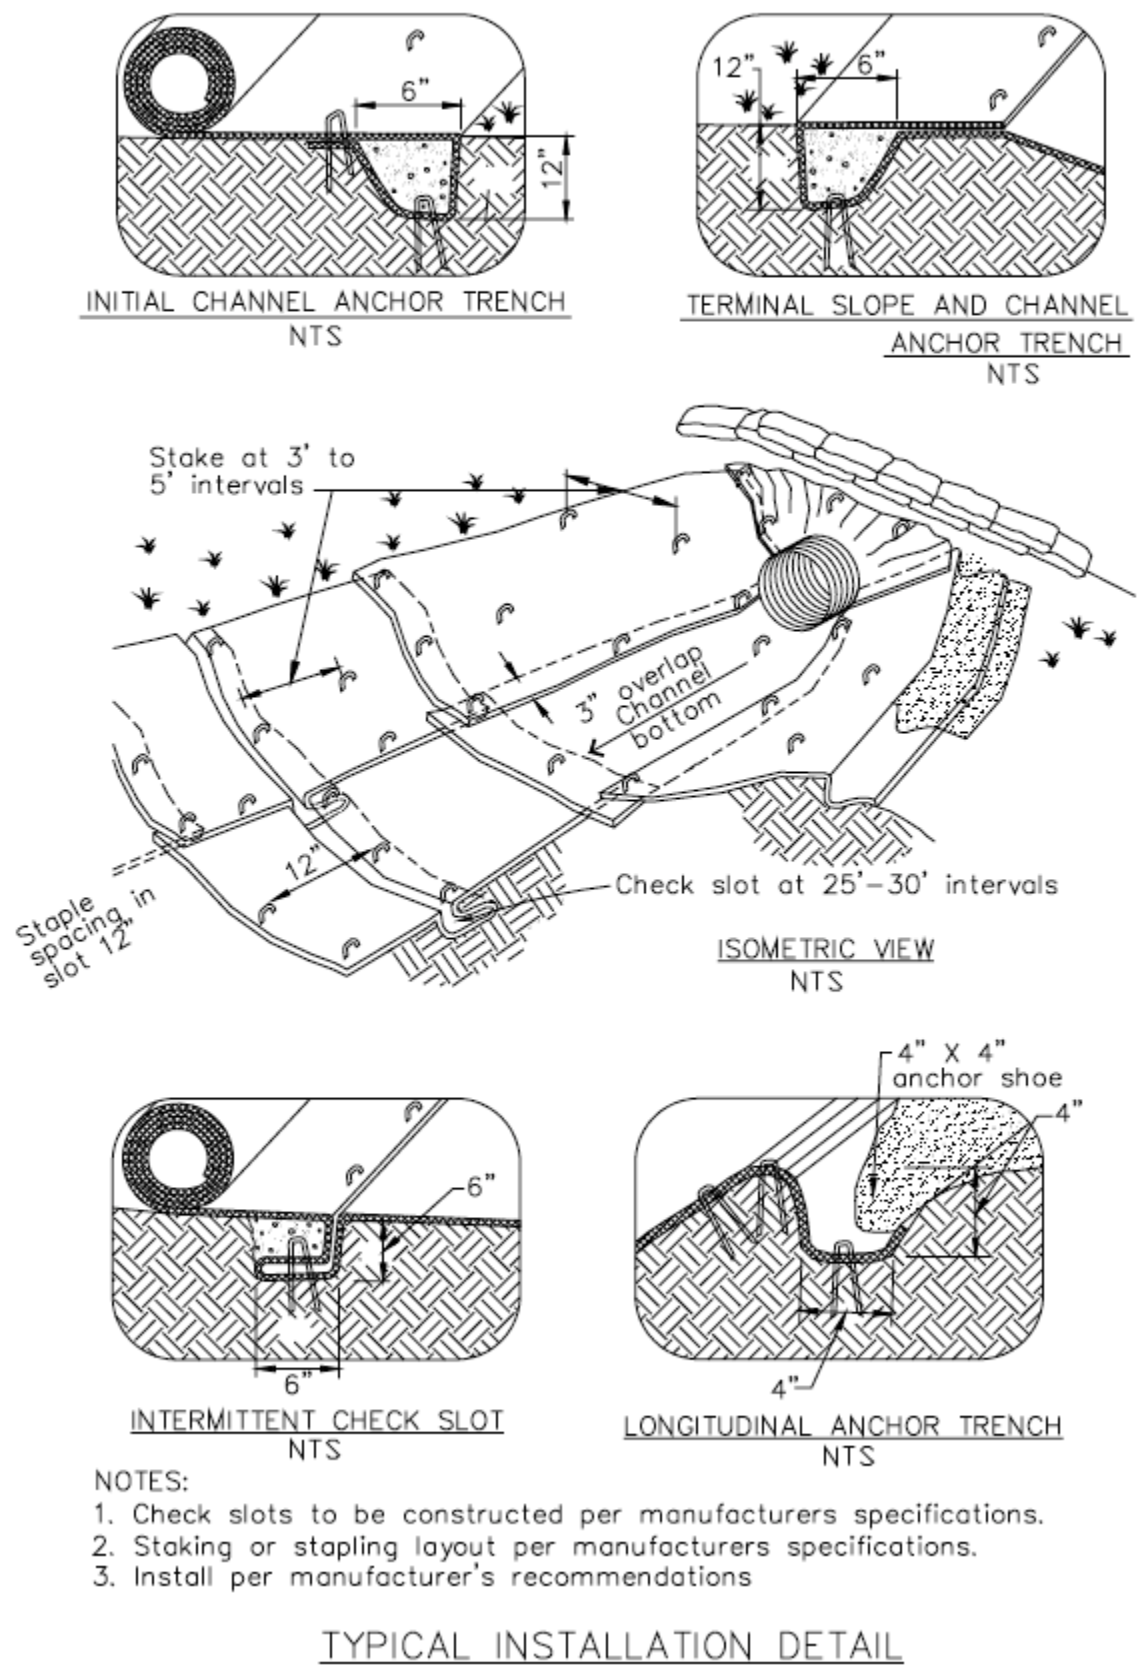 6"
12"
INITIAL CHANNEL ANCHOR TRENCH
NTS
12"
6"
TERMINAL SLOPE AND CHANNEL
ANCHOR TRENCH
NTS
Stake at 3' to
5' intervals
3" overlap
Channel
bottom
12"
Staple
spacing in
slot 12"
Check slot at 25'-30' intervals
ISOMETRIC VIEW
NTS
6"
6"
INTERMITTENT CHECK SLOT
NTS
4" X 4"
anchor shoe
4"
4"
LONGITUDINAL ANCHOR TRENCH
NTS
NOTES:
1. Check slots to be constructed per manufacturers specifications.
2. Staking or stapling layout per manufacturers specifications.
3. Install per manufacturer's recommendations
TYPICAL INSTALLATION DETAIL